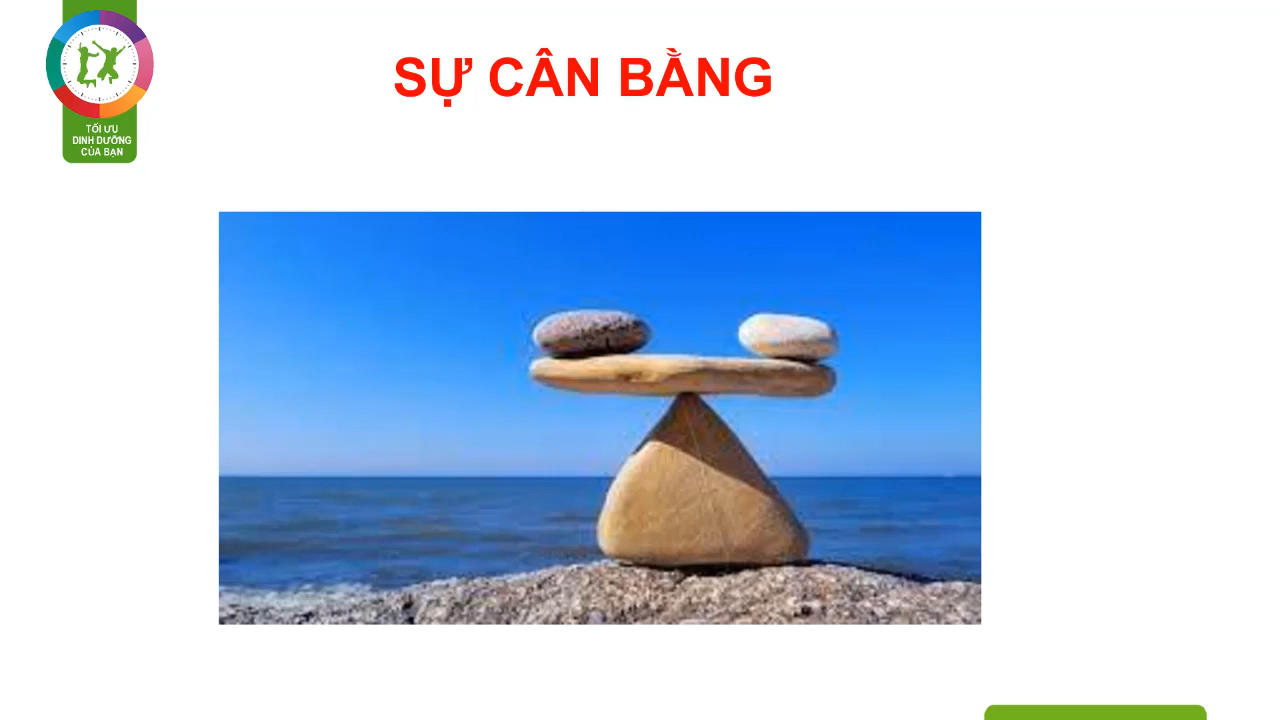 SỰ CÂN BẰNG
TỐI ƯU
DINH DƯỠNG
CỦA BẠN